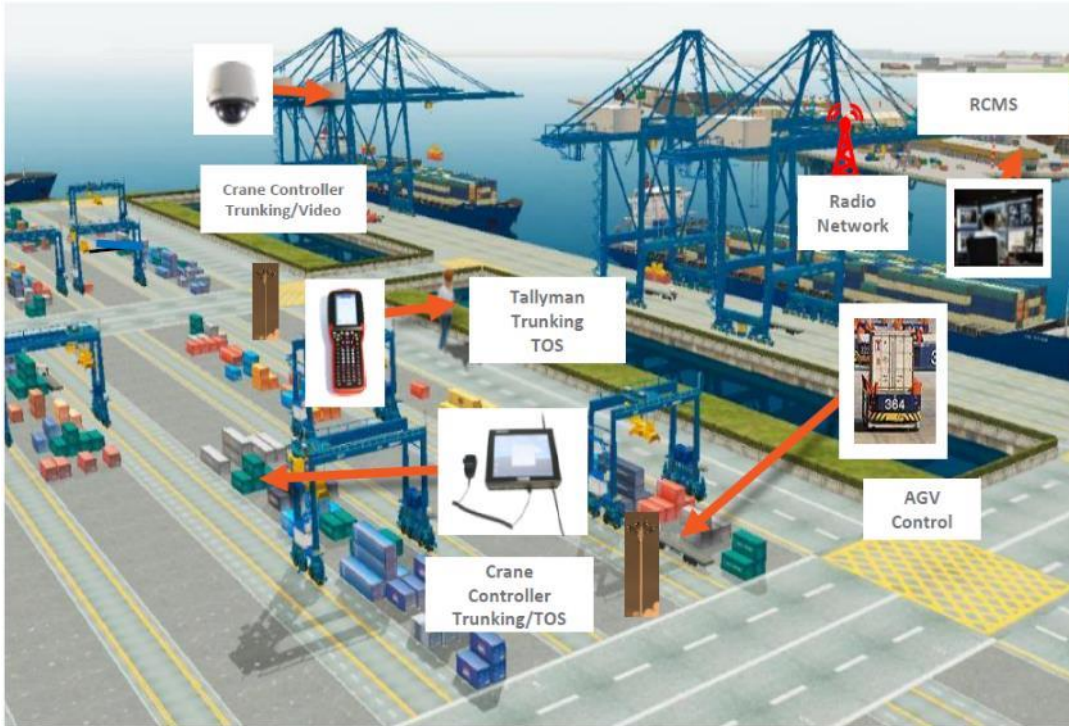 Crane Controller
Trunking/Video
RCMS
Radio
Network
Tallyman
Trunking
TOS
364
AGV
Control
Crane
Controller
Trunking/TOS